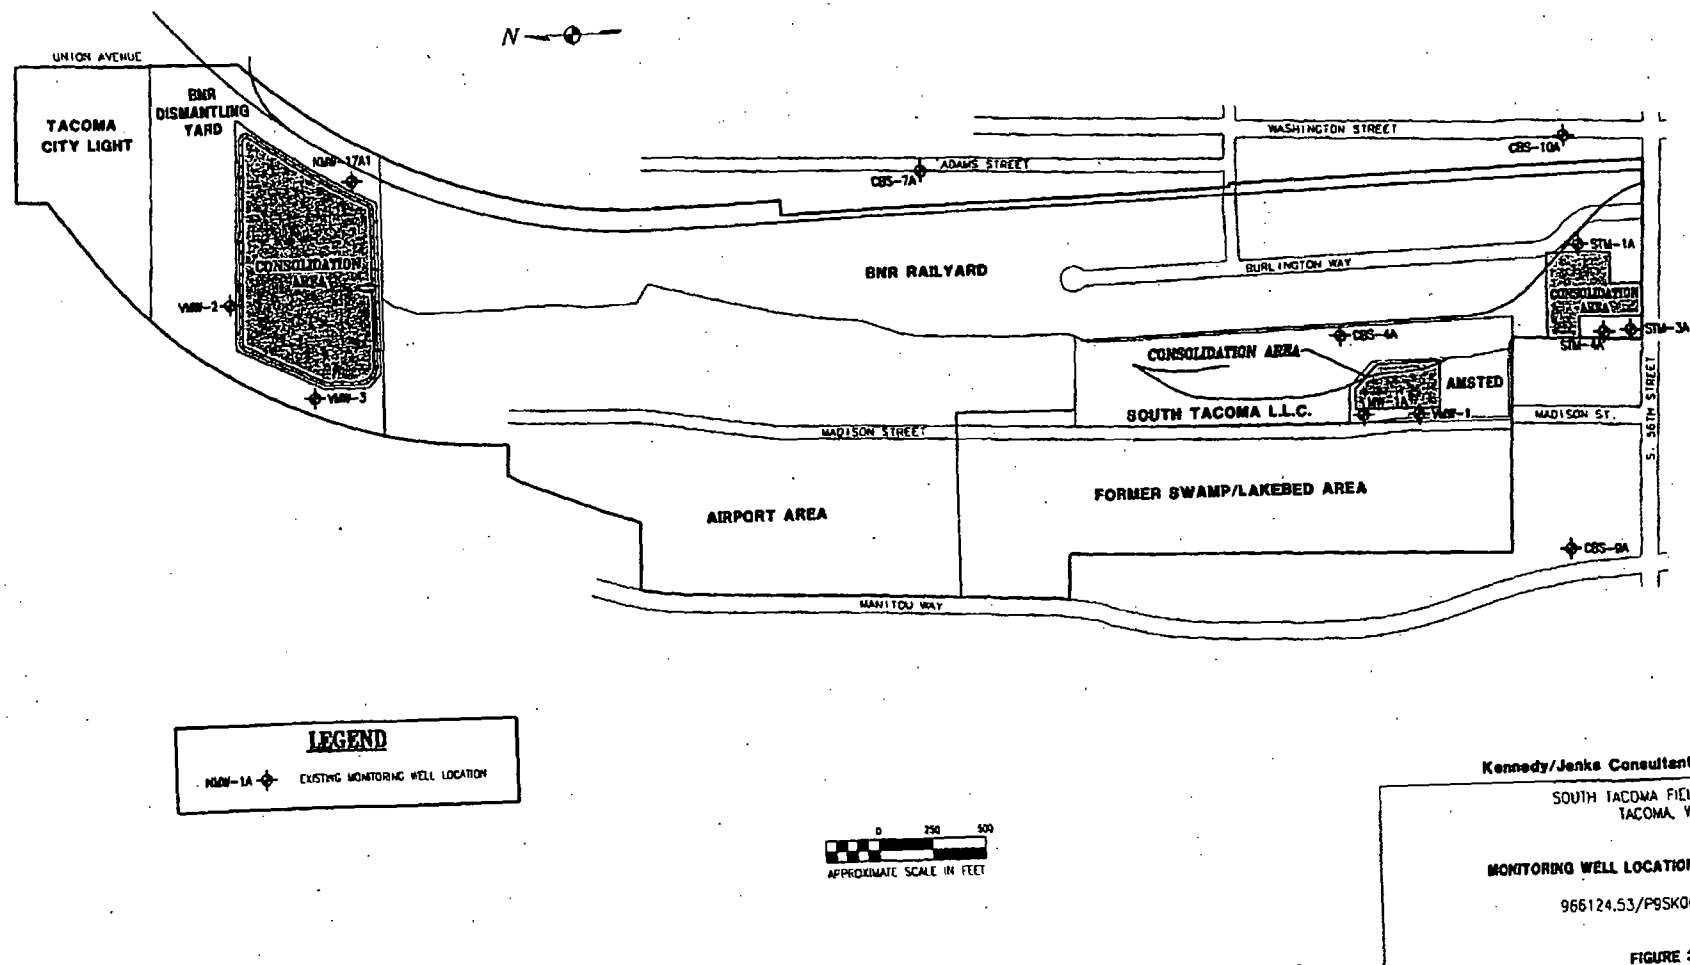 N
UNION AVENUE
TACOMA
CITY LIGHT
BNR
DISMANTLING
YARD
WASHINGTON STREET
CBS-10A
ADAMS STREET
CBS-7A
CONSOLIDATION
AREA
BNR RAILYARD
BURLINGTON WAY
STM-1A
CONSOLIDATION
AREA
STM-3A
STM-4A
VMW-2
VMW-3
CBS-4A
CONSOLIDATION AREA
AMSTED
SOUTH TACOMA L.L.C.
MADISON ST.
MADISON STREET
S. 56TH STREET
FORMER SWAMP/LAKEBED AREA
AIRPORT AREA
CBS-9A
MANITOU WAY
LEGEND
EXISTING MONITORING WELL LOCATION
0 250 500
APPROXIMATE SCALE IN FEET
Kennedy/Jenks Consultant
SOUTH TACOMA FIEL
TACOMA, W
MONITORING WELL LOCATION
FIGURE